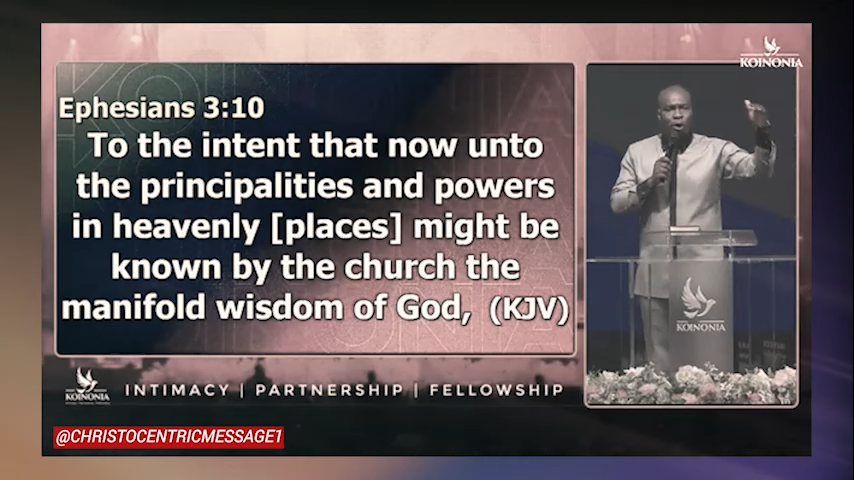 KOINONIA
Ephesians 3:10
To the intent that now unto
the principalities and powers
in heavenly [places] might be
known by the church the
manifold wisdom of God, (KJV)
KOINONIA
KOINONIA
INTIMACY | PARTNERSHIP | FELLOWSHIP
@CHRISTOCENTRICMESSAGE1